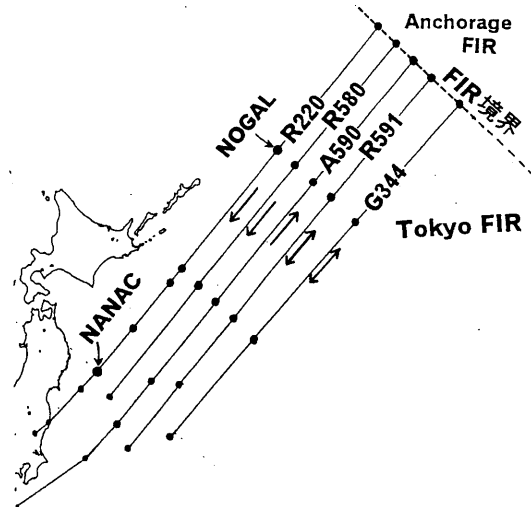 Anchorage
FIR
FIR境界
NOGAL
R220
R580
A590
R591
G344
Tokyo FIR
NANAC